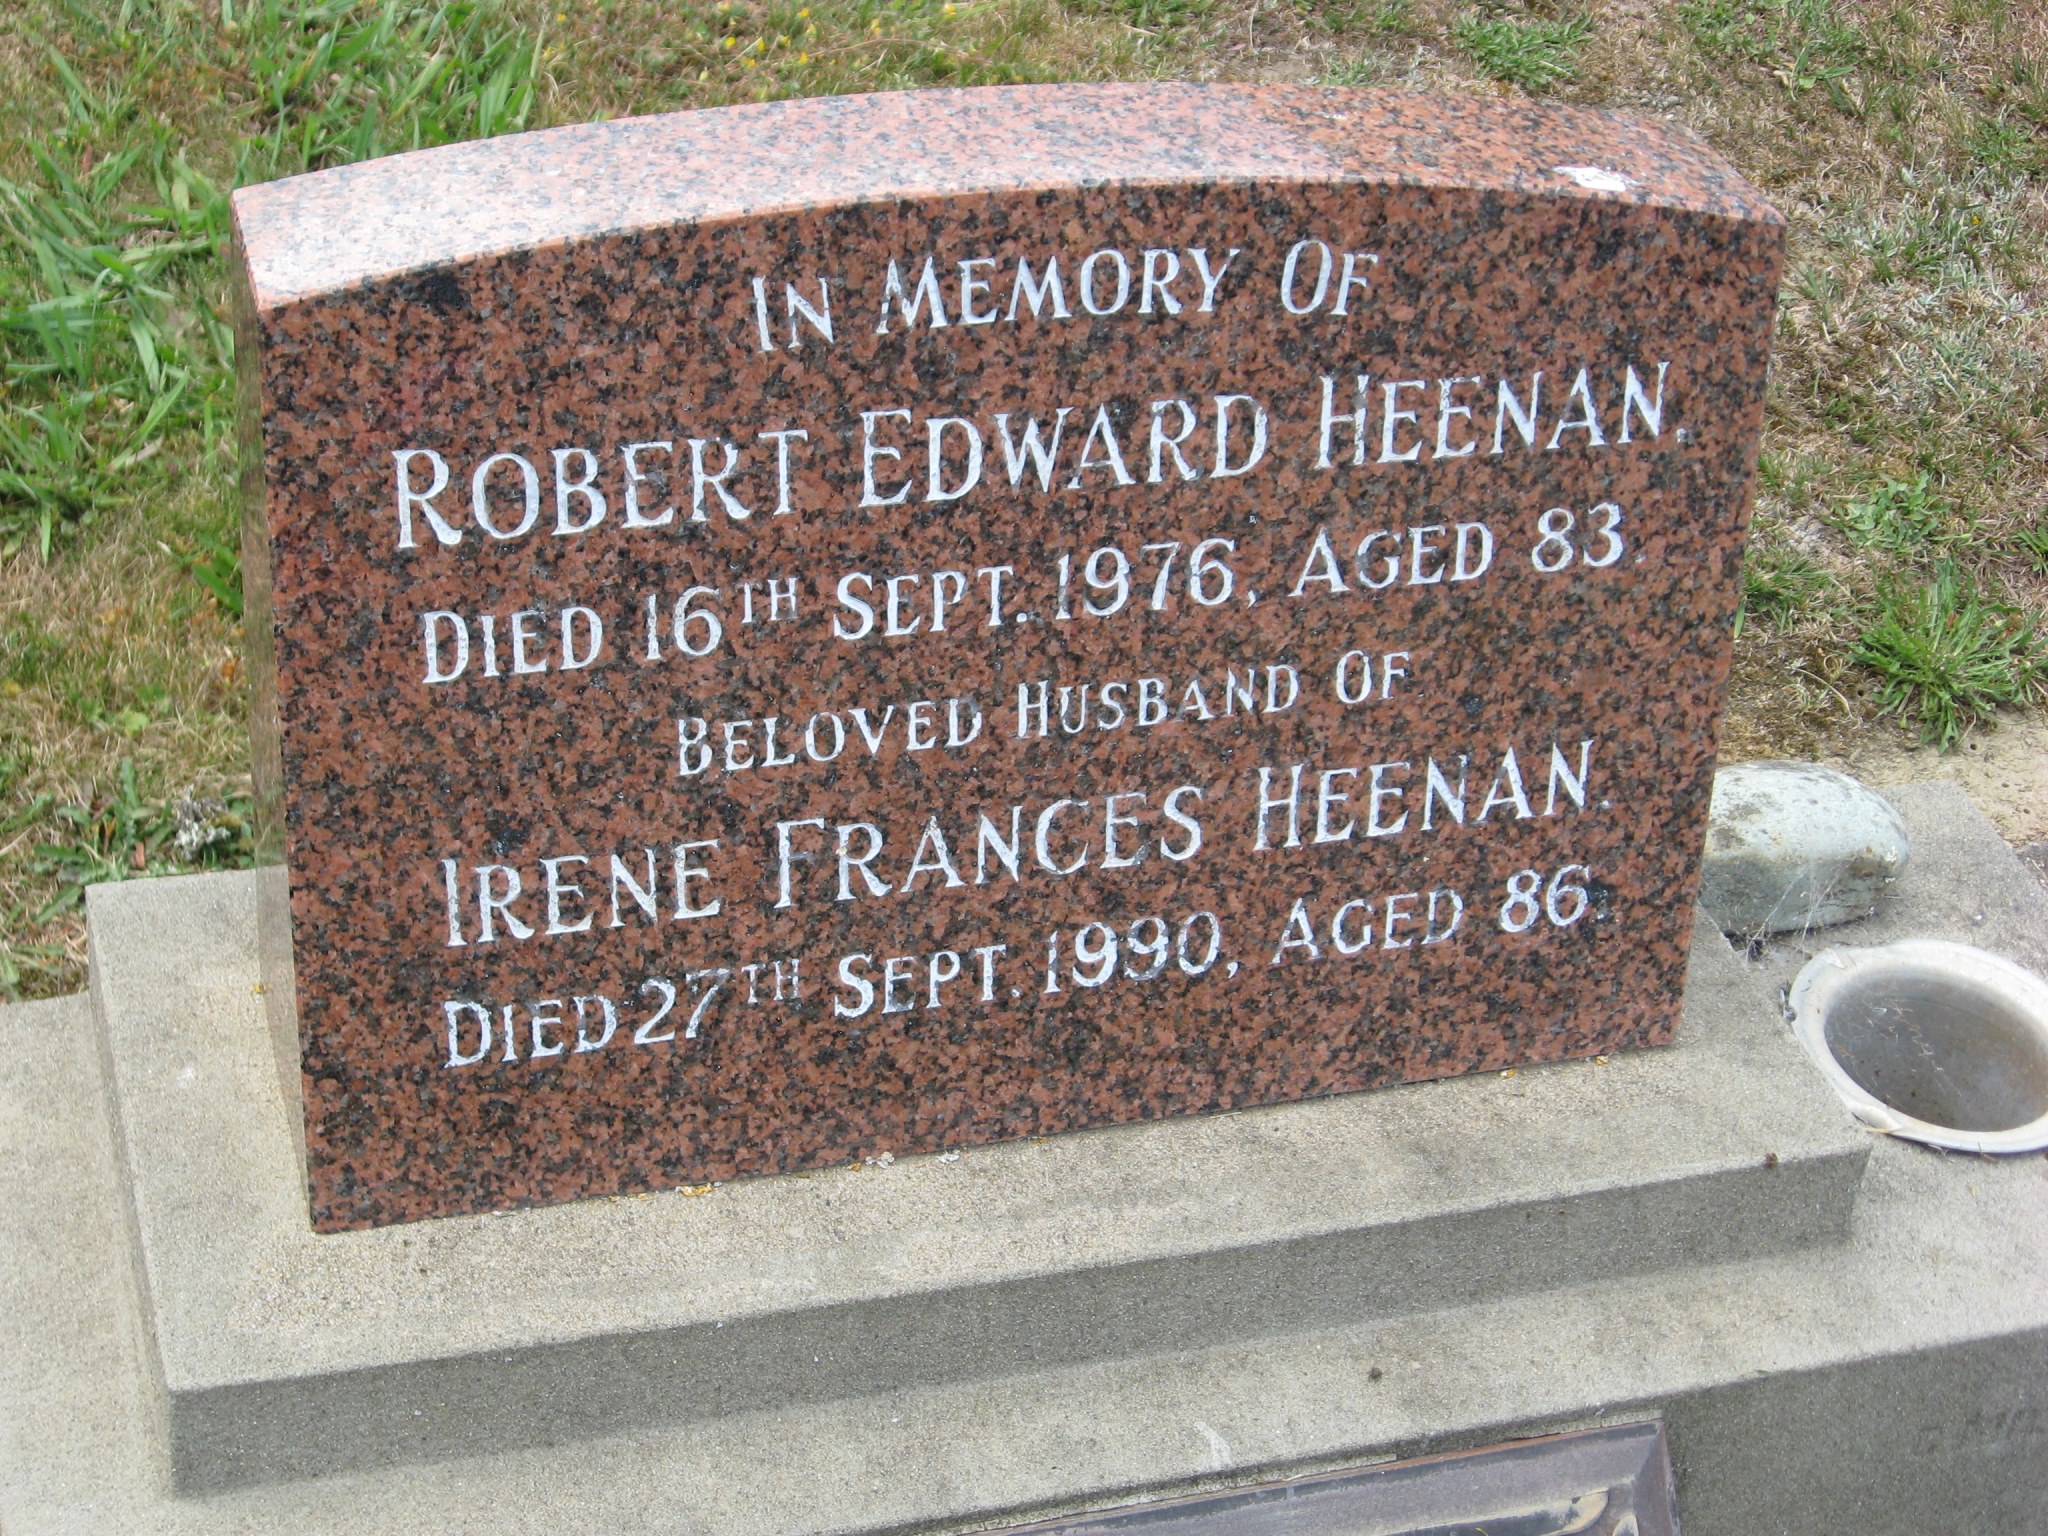 IN MEMORY OF
ROBERT EDWARD HEENAN.
DIED 16TH SEPT. 1976, AGED 83.
BELOVED HUSBAND OF
IRENE FRANCES HEENAN.
DIED 27TH SEPT. 1990, AGED 86